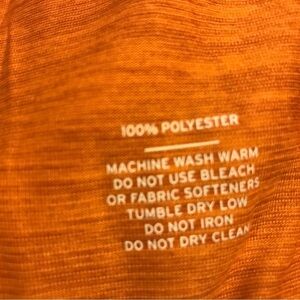 100% POLYESTER
MACHINE WASH WARM
DO NOT USE BLEACH
OR FABRIC SOFTENERS
TUMBLE DRY LOW
DO NOT IRON
DO NOT DRY CLEAN